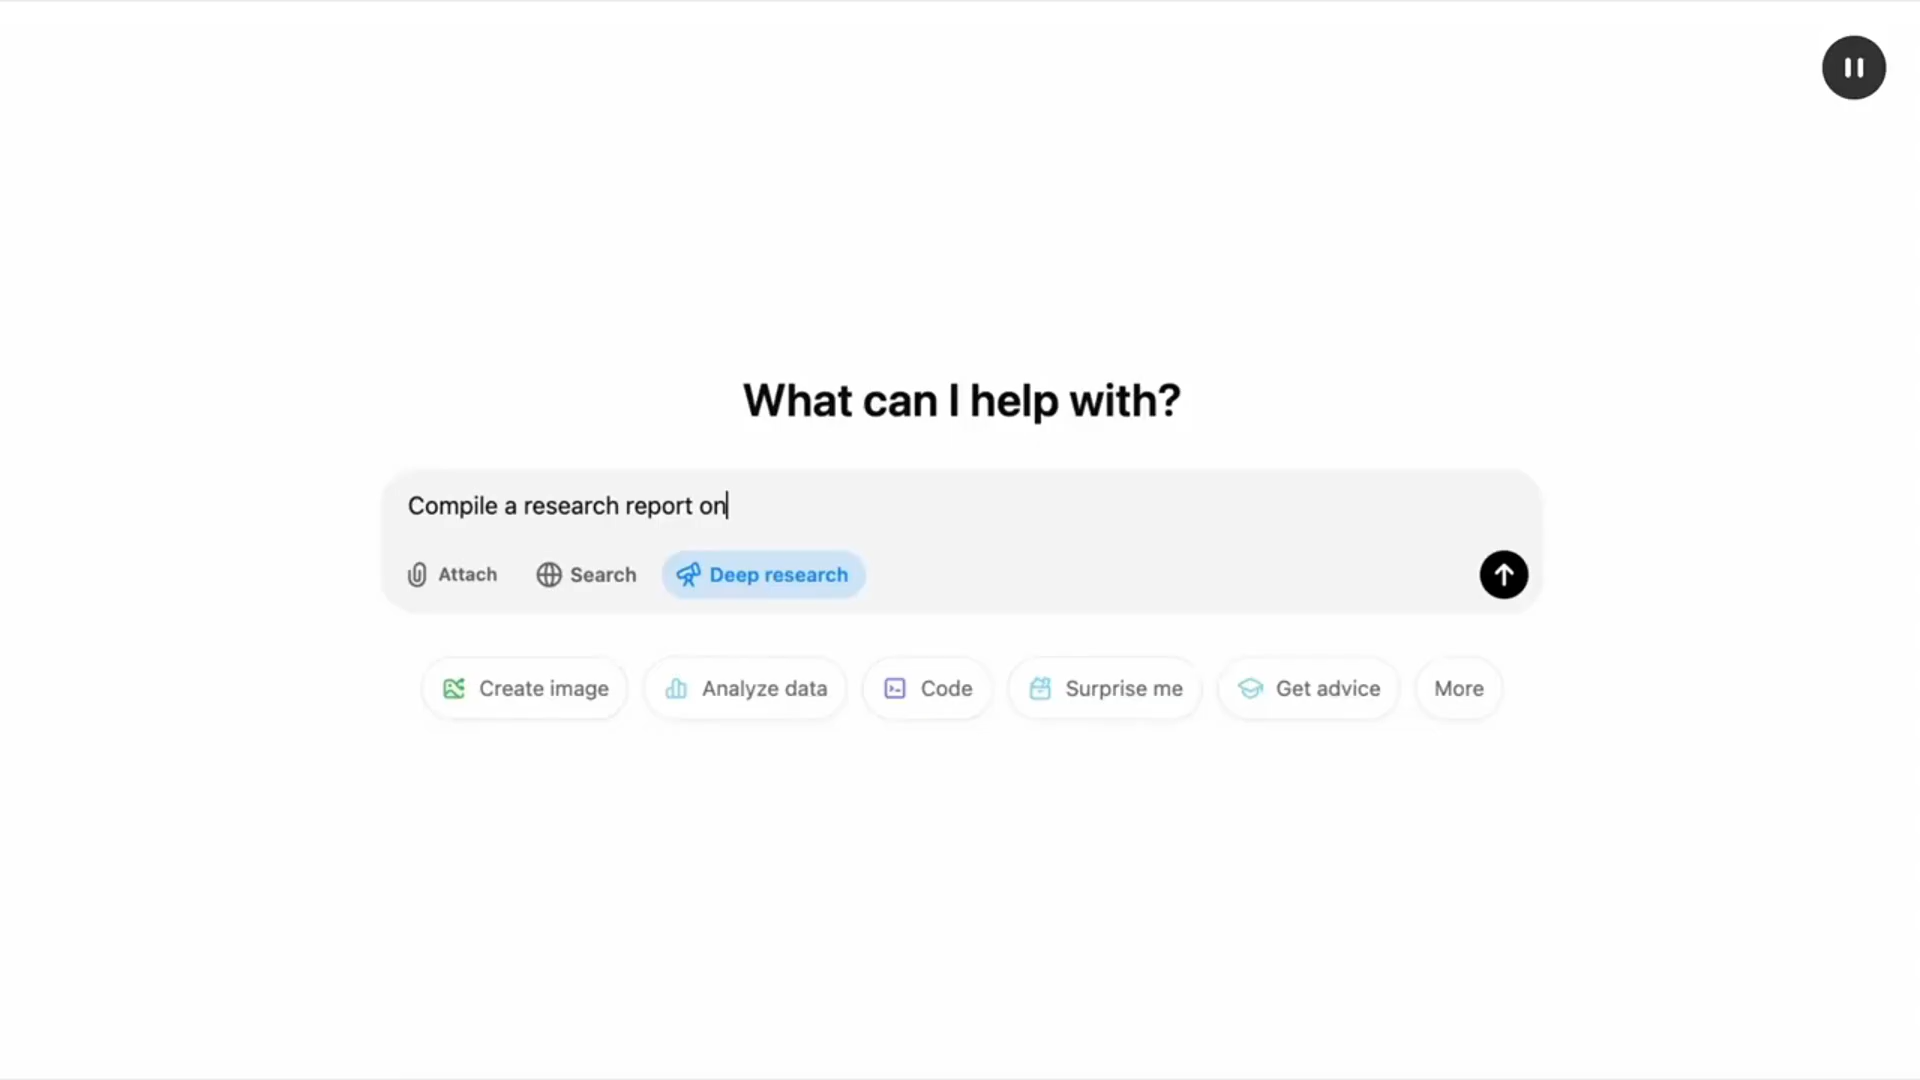 What can I help with?
Compile a research report on
Attach Search Deep research
Create image Analyze data Code Surprise me Get advice More